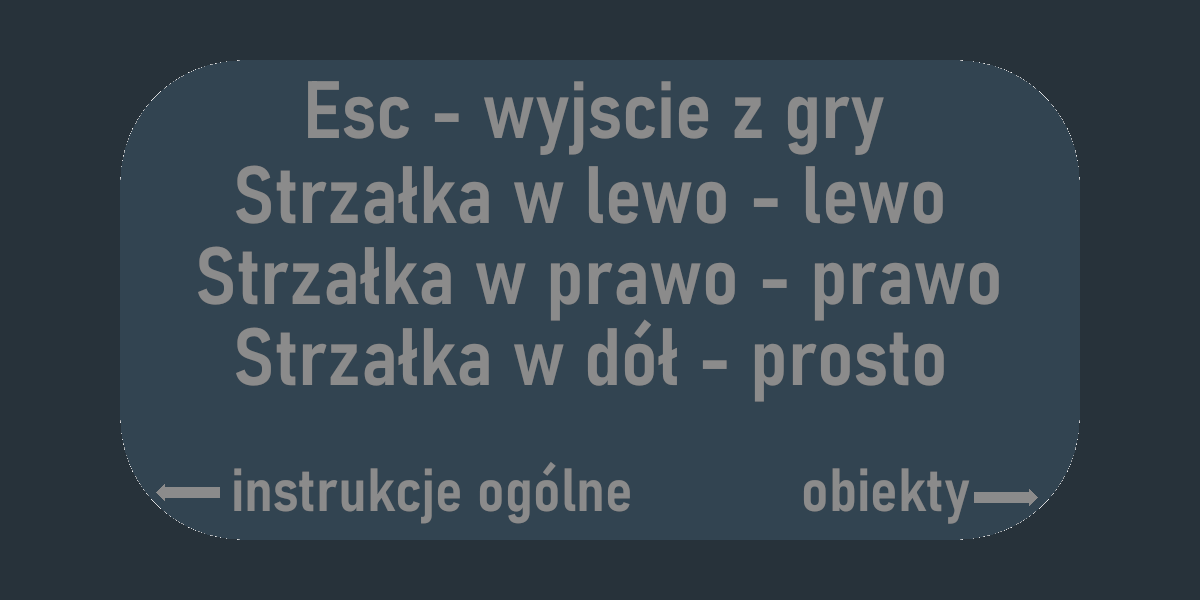 Esc - wyjscie z gry
Strzałka w lewo - lewo
Strzałka w prawo - prawo
Strzałka w dół - prosto
instrukcje ogólne
obiekty